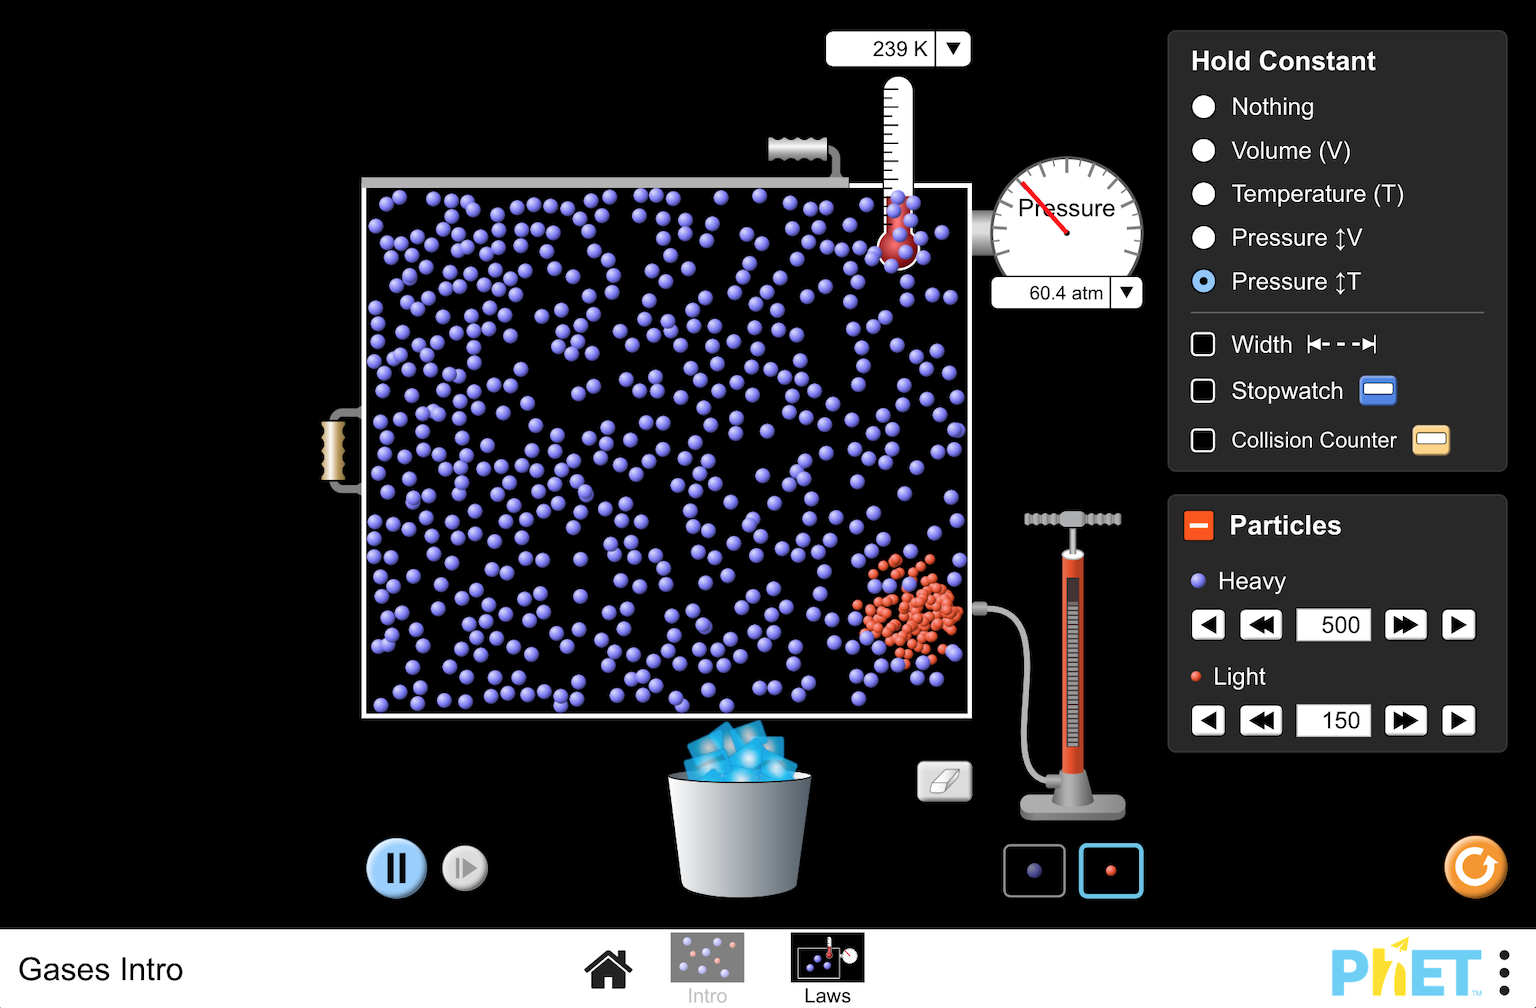 239 K
Pressure
60.4 atm
Hold Constant
Nothing
Volume (V)
Temperature (T)
Pressure ↕V
Pressure ↕T
Width
Stopwatch
Collision Counter
Particles
Heavy
500
Light
150
Gases Intro
Intro
Laws
PhET
TM